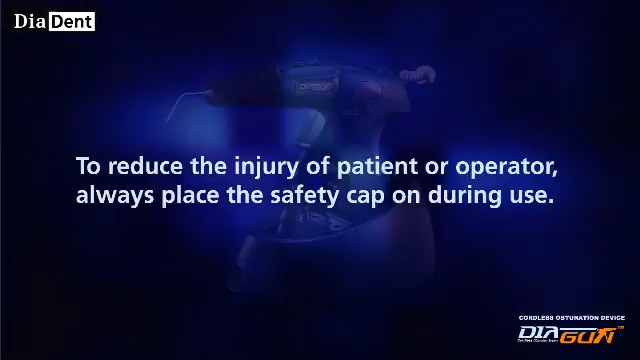 DiaDent
DIAGUN
To reduce the injury of patient or operator,
always place the safety cap on during use.
CORDLESS OBTURATION DEVICE
DIAGUN™